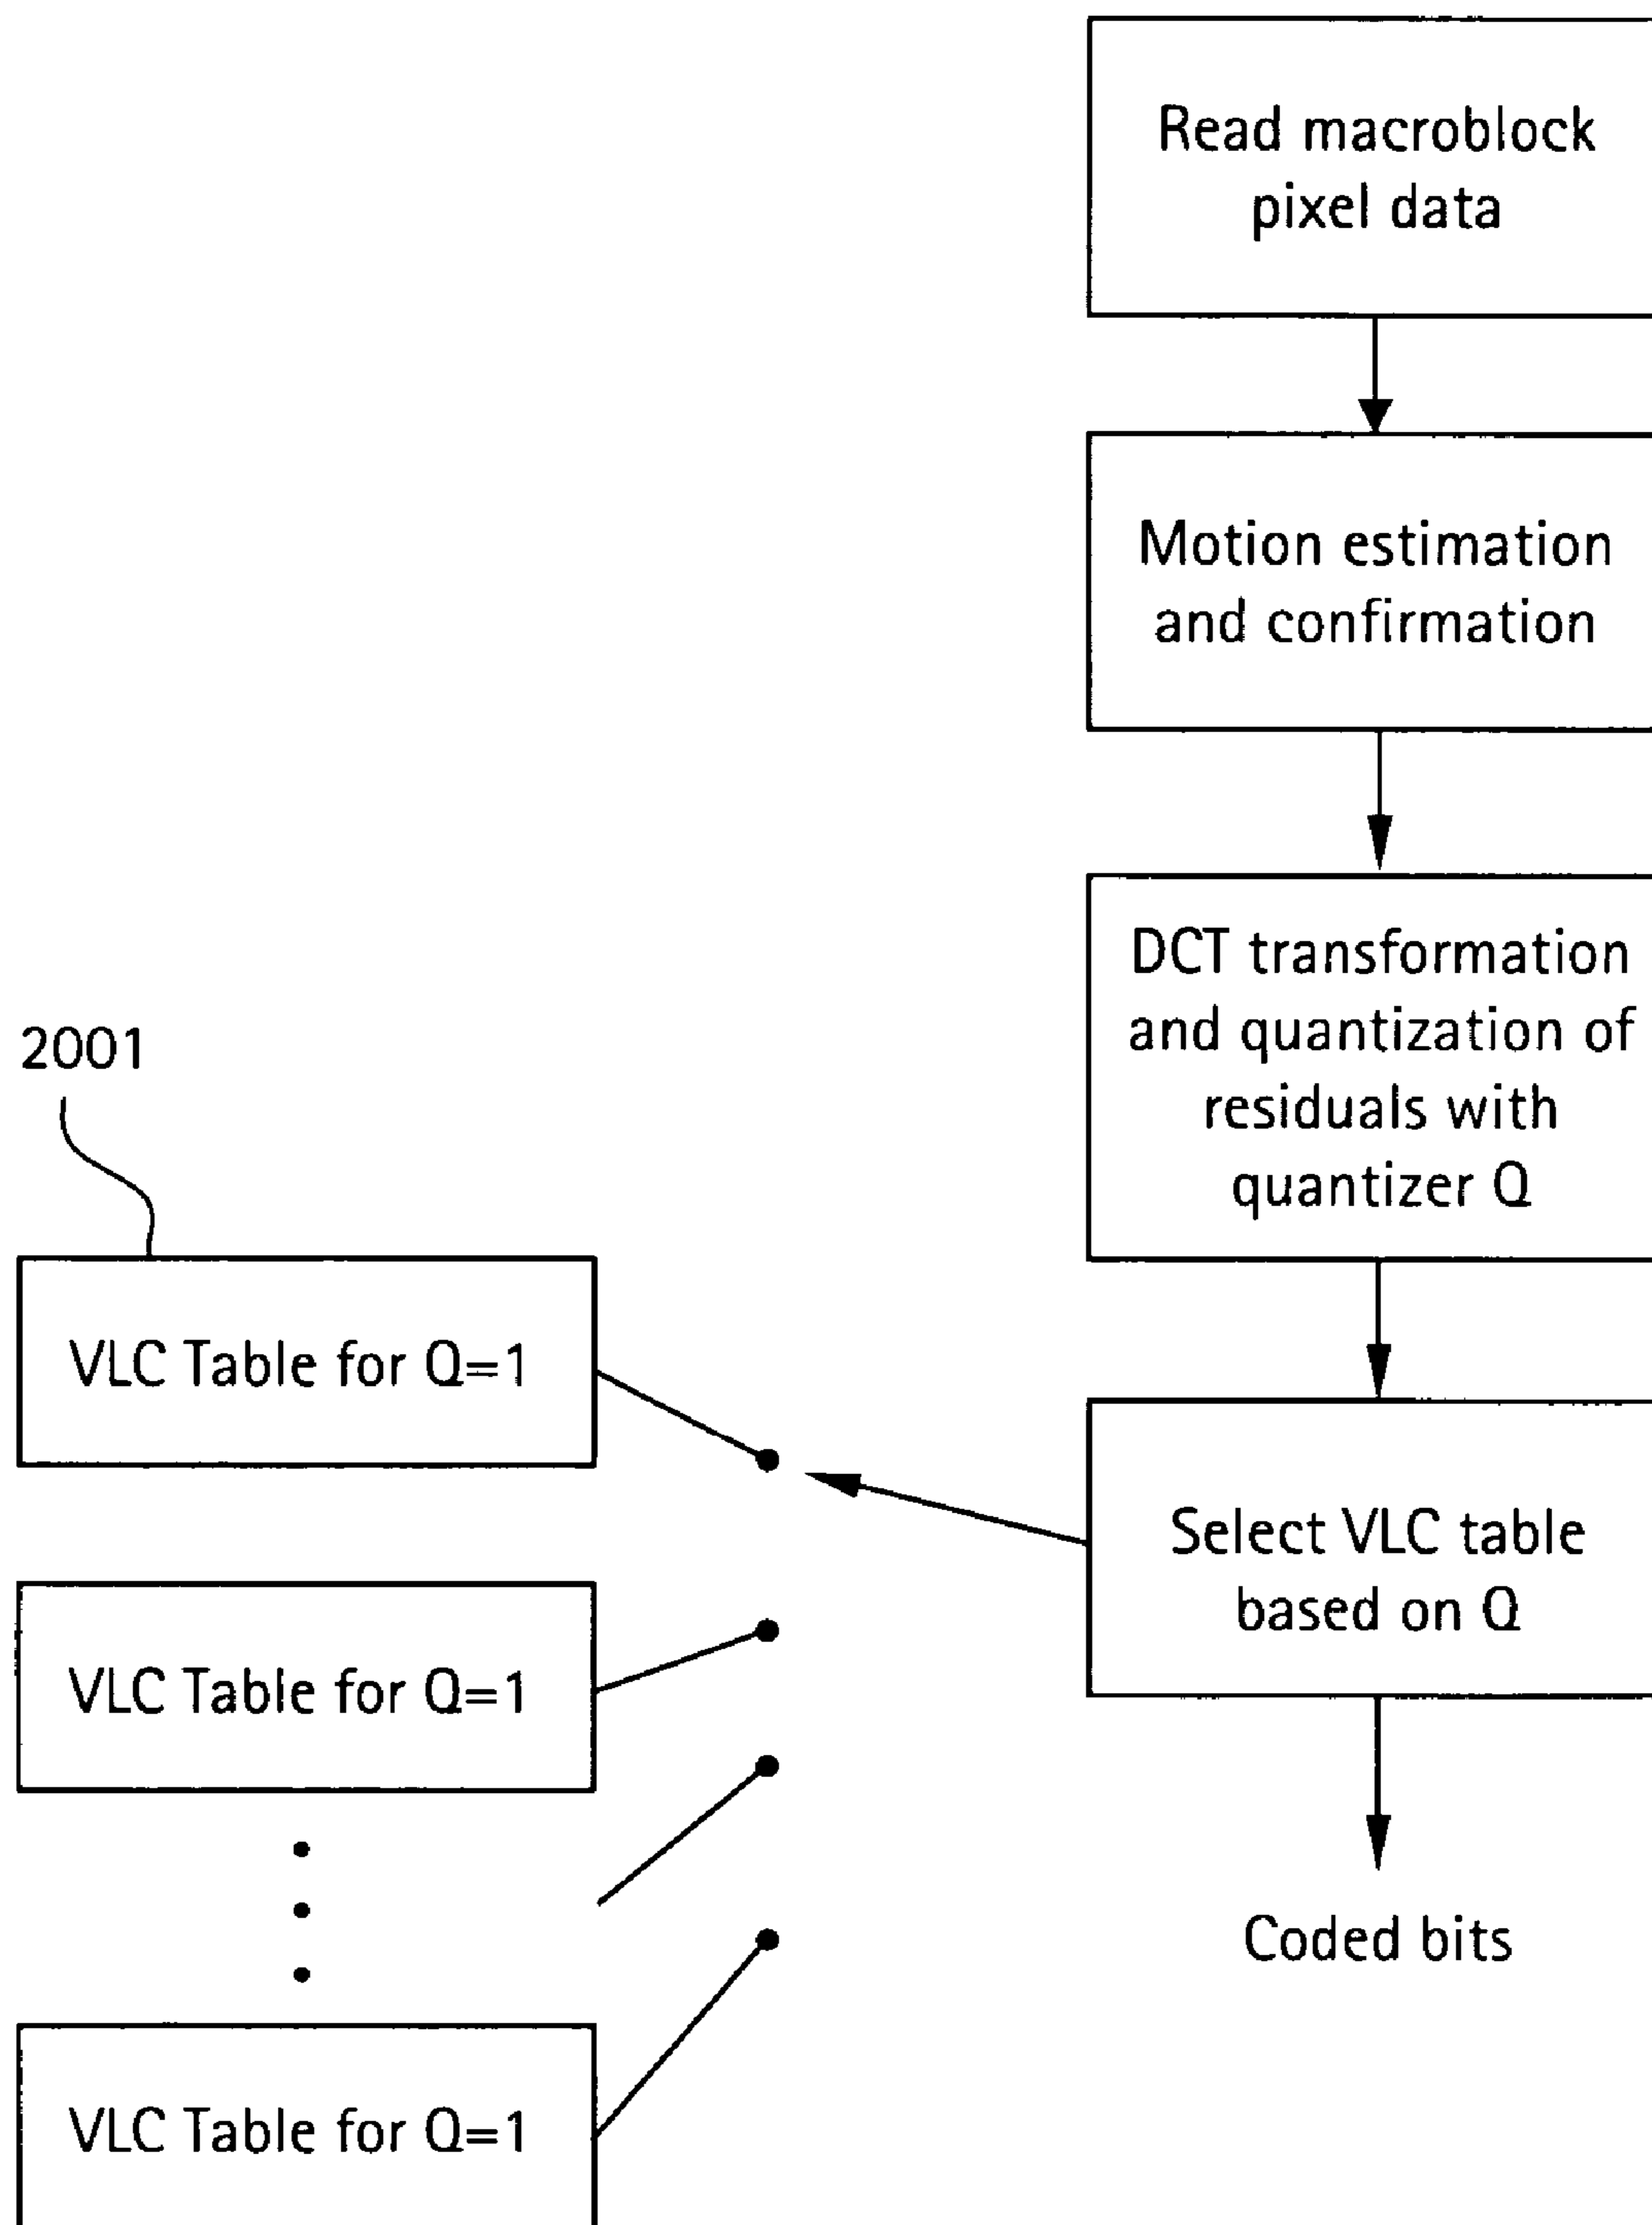 Read macroblock
pixel data
Motion estimation
and confirmation
DCT transformation
and quantization of
residuals with
quantizer Q
2001
VLC Table for Q=1
Select VLC table
based on Q
VLC Table for Q=1
Coded bits
VLC Table for Q=1